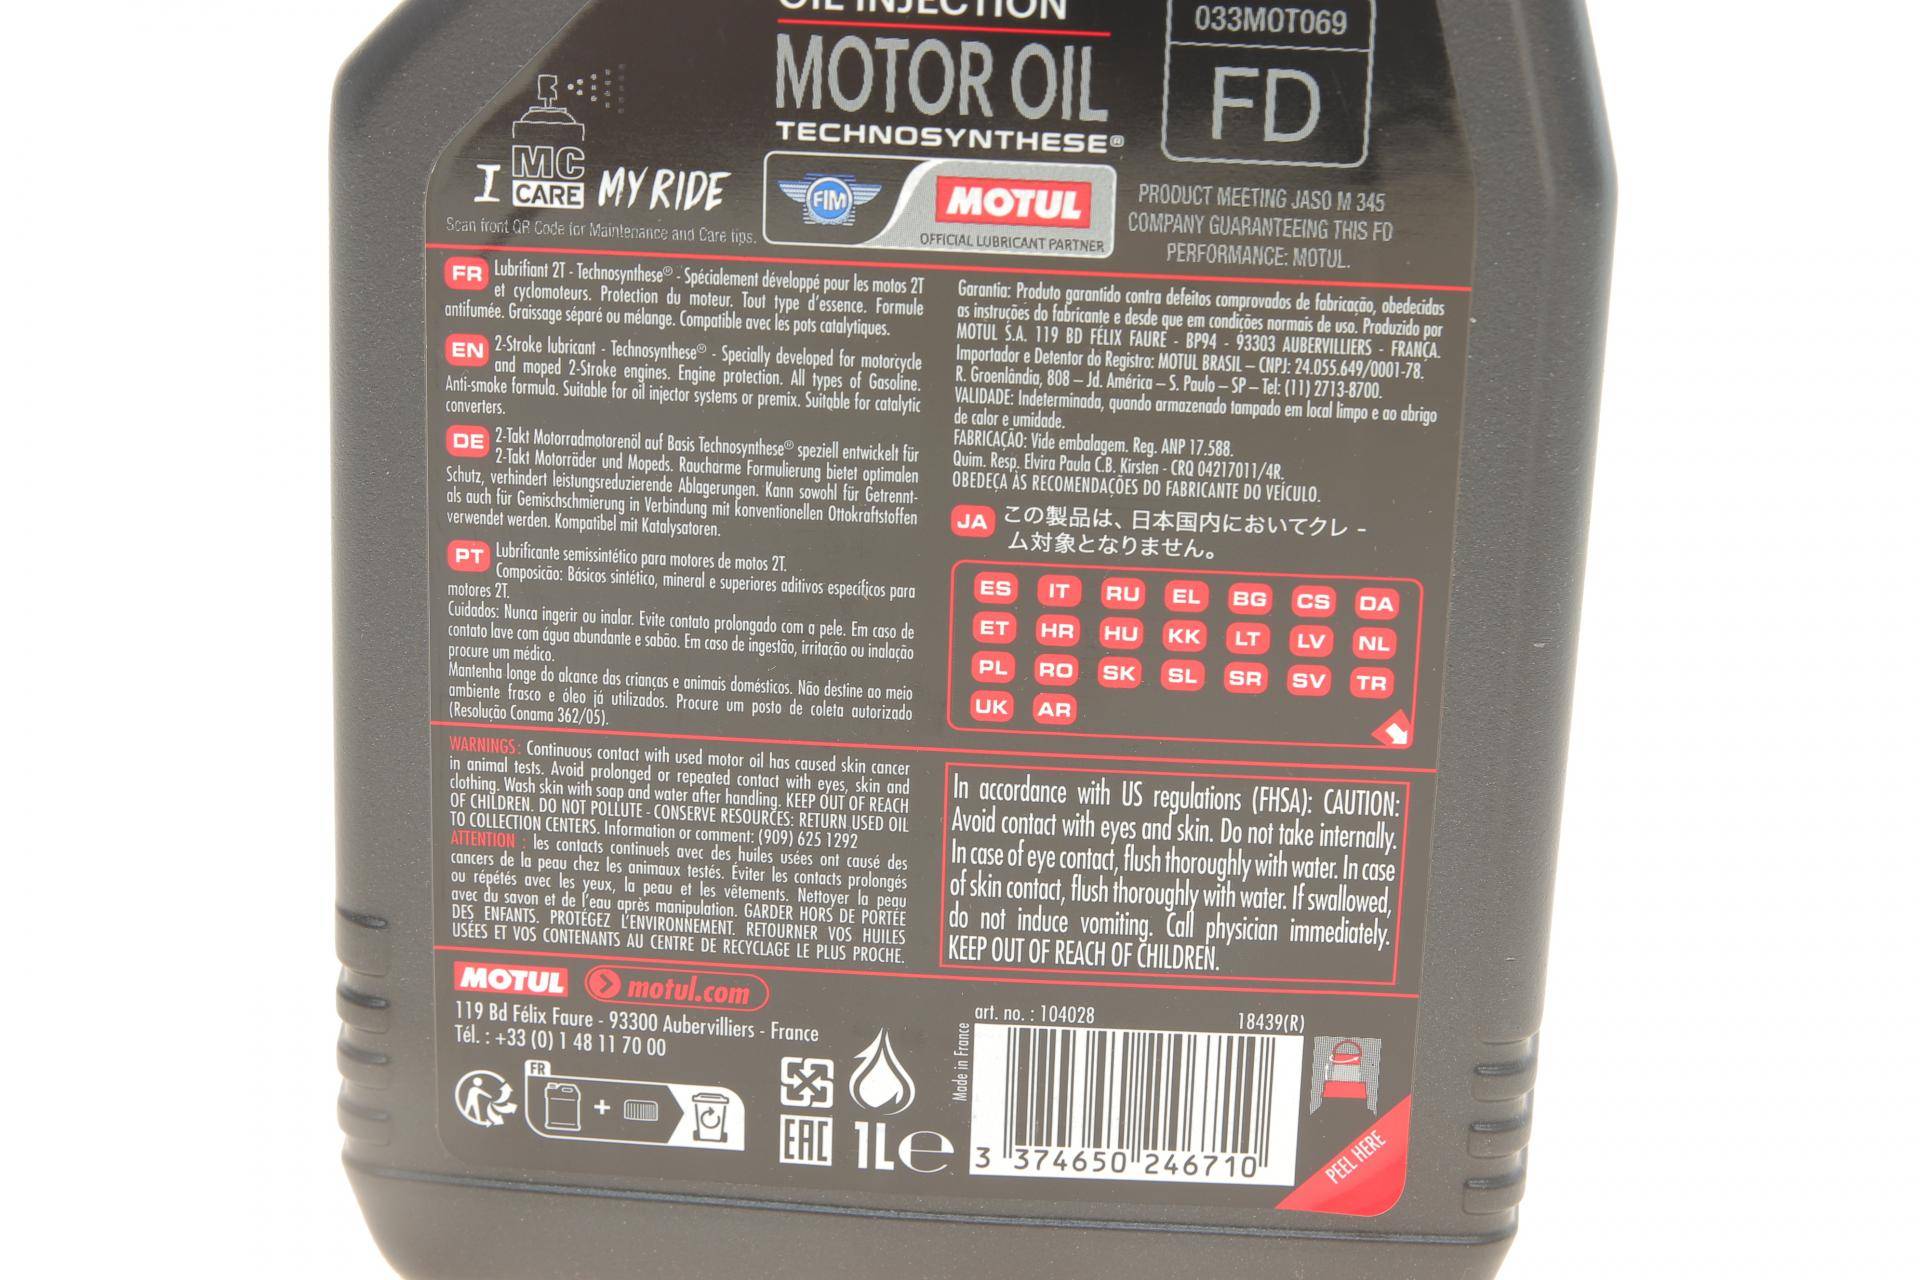 OIL INJECTION
MOTOR OIL
TECHNOSYNTHESE®
033MOT069
FD
I MC CARE MY RIDE
Scan front QR Code for Maintenance and Care tips.
FIM
MOTUL
OFFICIAL LUBRICANT PARTNER
PRODUCT MEETING JASO M 345
COMPANY GUARANTEEING THIS FD
PERFORMANCE: MOTUL.
FR Lubrifiant 2T - Technosynthese® - Spécialement développé pour les motos 2T
et cyclomoteurs. Protection du moteur. Tout type d'essence. Formule
antifumée. Graissage séparé ou mélange. Compatible avec les pots catalytiques.
EN 2-Stroke lubricant - Technosynthese® - Specially developed for motorcycle
and moped 2-Stroke engines. Engine protection. All types of Gasoline.
Anti-smoke formula. Suitable for oil injector systems or premix. Suitable for catalytic
converters.
DE 2-Takt Motorradmotorenöl auf Basis Technosynthese® speziell entwickelt für
2-Takt Motorräder und Mopeds. Raucharme Formulierung bietet optimalen
Schutz, verhindert leistungsreduzierende Ablagerungen. Kann sowohl für Getrennt-
als auch für Gemischschmierung in Verbindung mit konventionellen Ottokraftstoffen
verwendet werden. Kompatibel mit Katalysatoren.
PT Lubrificante semissintético para motores de motos 2T.
Composicão: Básicos sintético, mineral e superiores aditivos específicos para
motores 2T.
Cuidados: Nunca ingerir ou inalar. Evite contato prolongado com a pele. Em caso de
contato lave com água abundante e sabão. Em caso de ingestão, irritação ou inalação
procure um médico.
Mantenha longe do alcance das crianças e animais domésticos. Não destine ao meio
ambiente frasco e óleo já utilizados. Procure um posto de coleta autorizado
(Resolução Conama 362/05).
Garantia: Produto garantido contra defeitos comprovados de fabricação, obedecidas
as instruções do fabricante e desde que em condições normais de uso. Produzido por
MOTUL S.A. 119 BD FÉLIX FAURE - BP94 - 93303 AUBERVILLIERS - FRANÇA.
Importador e Detentor do Registro: MOTUL BRASIL – CNPJ: 24.055.649/0001-78.
R. Groenlândia, 808 – Jd. América – S. Paulo – SP – Tel: (11) 2713-8700.
VALIDADE: Indeterminada, quando armazenado tampado em local limpo e ao abrigo
de calor e umidade.
FABRICAÇÃO: Vide embalagem. Reg. ANP 17.588.
Quim. Resp. Elvira Paula C.B. Kirsten - CRQ 04217011/4R.
OBEDEÇA ÀS RECOMENDAÇÕES DO FABRICANTE DO VEÍCULO.
JA この製品は、日本国内においてクレ -
ム対象となりません。
ES IT RU EL BG CS DA
ET HR HU KK LT LV NL
PL RO SK SL SR SV TR
UK AR
WARNINGS: Continuous contact with used motor oil has caused skin cancer
in animal tests. Avoid prolonged or repeated contact with eyes, skin and
clothing. Wash skin with soap and water after handling. KEEP OUT OF REACH
OF CHILDREN. DO NOT POLLUTE - CONSERVE RESOURCES: RETURN USED OIL
TO COLLECTION CENTERS. Information or comment: (909) 625 1292
ATTENTION : les contacts continuels avec des huiles usées ont causé des
cancers de la peau chez les animaux testés. Éviter les contacts prolongés
ou répétés avec les yeux, la peau et les vêtements. Nettoyer la peau
avec du savon et de l'eau après manipulation. GARDER HORS DE PORTÉE
DES ENFANTS. PROTÉGEZ L'ENVIRONNEMENT. RETOURNER VOS HUILES
USÉES ET VOS CONTENANTS AU CENTRE DE RECYCLAGE LE PLUS PROCHE.
In accordance with US regulations (FHSA): CAUTION:
Avoid contact with eyes and skin. Do not take internally.
In case of eye contact, flush thoroughly with water. In case
of skin contact, flush thoroughly with water. If swallowed,
do not induce vomiting. Call physician immediately.
KEEP OUT OF REACH OF CHILDREN.
MOTUL motul.com
119 Bd Félix Faure - 93300 Aubervilliers - France
Tél. : +33 (0) 1 48 11 70 00
FR
+
EAC
1L e
Made in France
art. no. : 104028
18439(R)
3 374650 246710
PEEL HERE